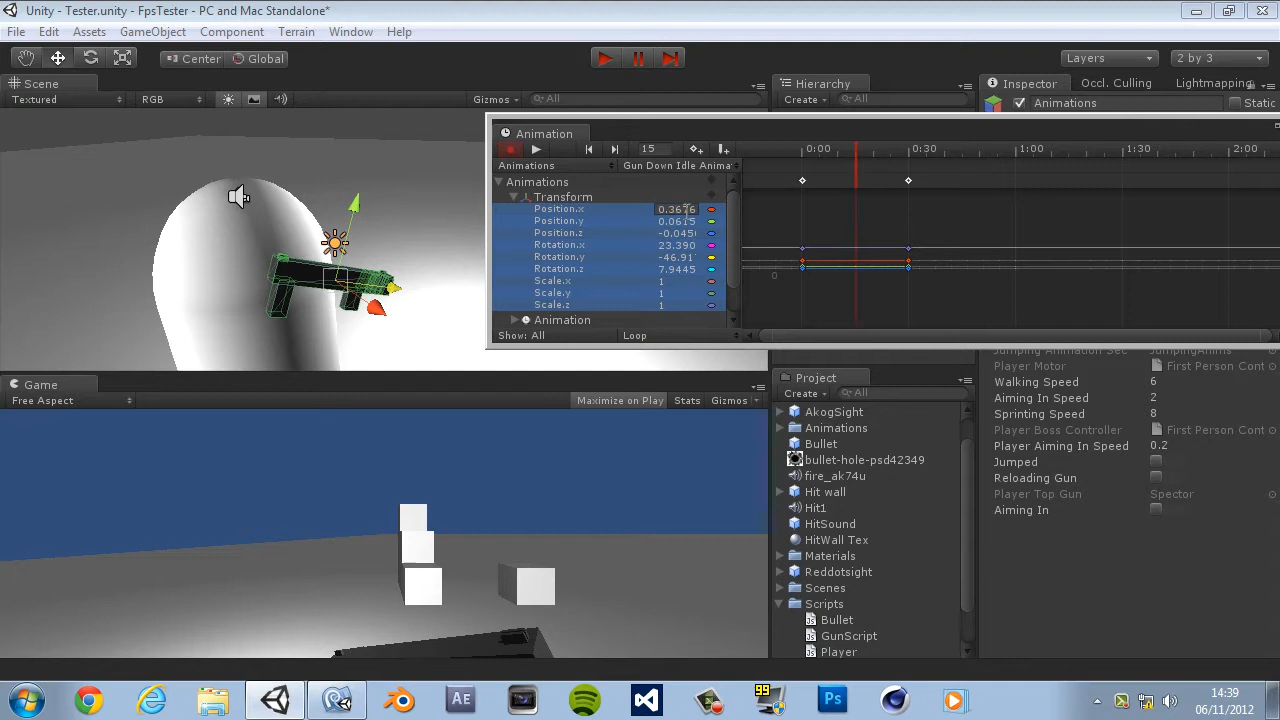 Unity - Tester.unity - FpsTester - PC and Mac Standalone*
File Edit Assets GameObject Component Terrain Window Help
Center Global Layers 2 by 3
Scene
Textured RGB Gizmos All
Hierarchy
Create All
Inspector Occl. Culling Lightmapping
Animations Static
Animation
15 0:00 0:30 1:00 1:30 2:00
Animations Gun Down Idle Anima
Animations
Transform
Position.x 0.3676
Position.y 0.0615
Position.z -0.045
Rotation.x 23.390
Rotation.y -46.91
Rotation.z 7.9445
Scale.x 1
Scale.y 1
Scale.z 1
0
Animation
Show: All Loop
Game
Free Aspect Maximize on Play Stats Gizmos
Project
Create All
AkogSight
Animations
Bullet
bullet-hole-psd42349
fire_ak74u
Hit wall
Hit1
HitSound
HitWall Tex
Materials
Reddotsight
Scenes
Scripts
Bullet
GunScript
Player
Jumping Animation Sec JumpingAnims
Player Motor First Person Cont
Walking Speed 6
Aiming In Speed 2
Sprinting Speed 8
Player Boss Controller First Person Cont
Player Aiming In Speed 0.2
Jumped
Reloading Gun
Player Top Gun Spector
Aiming In
AE 99 Ps
14:39
06/11/2012